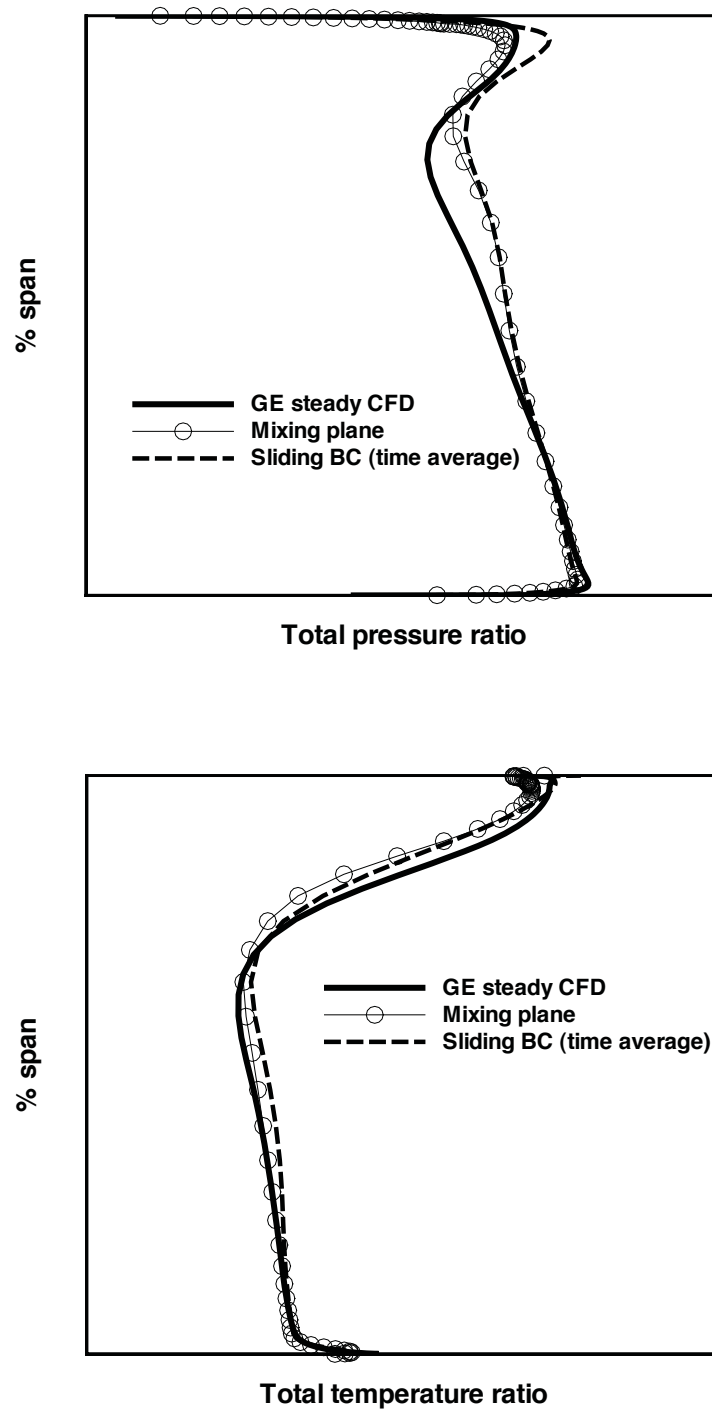 % span
GE steady CFD
Mixing plane
Sliding BC (time average)
Total pressure ratio
% span
GE steady CFD
Mixing plane
Sliding BC (time average)
Total temperature ratio